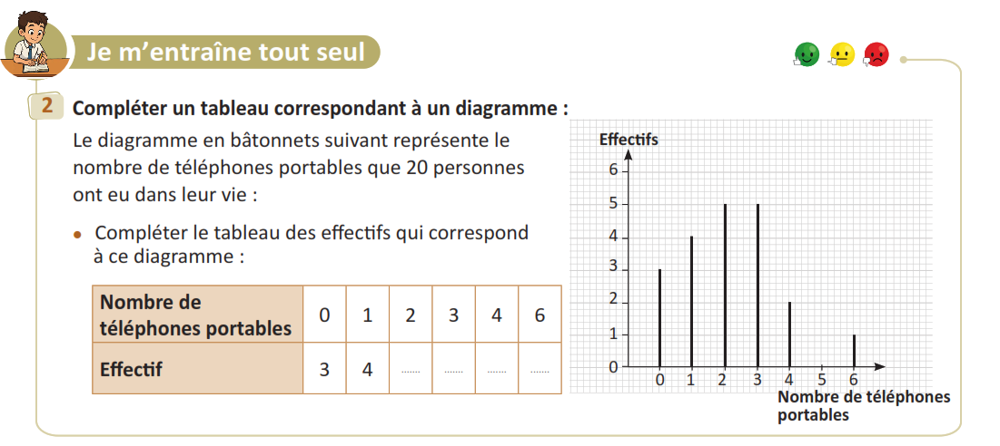 Je m'entraîne tout seul
2 Compléter un tableau correspondant à un diagramme :
Le diagramme en bâtonnets suivant représente le
nombre de téléphones portables que 20 personnes
ont eu dans leur vie :
• Compléter le tableau des effectifs qui correspond
à ce diagramme :
Nombre de
téléphones portables 0 1 2 3 4 6
Effectif 3 4 ....... ....... ....... .......
Effectifs
6
5
4
3
2
1
0
0 1 2 3 4 5 6
Nombre de téléphones
portables